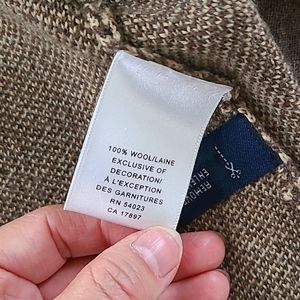 100% WOOL/LAINE
EXCLUSIVE OF
DECORATION/
À L'EXCEPTION
DES GARNITURES
RN 54023
CA 17897